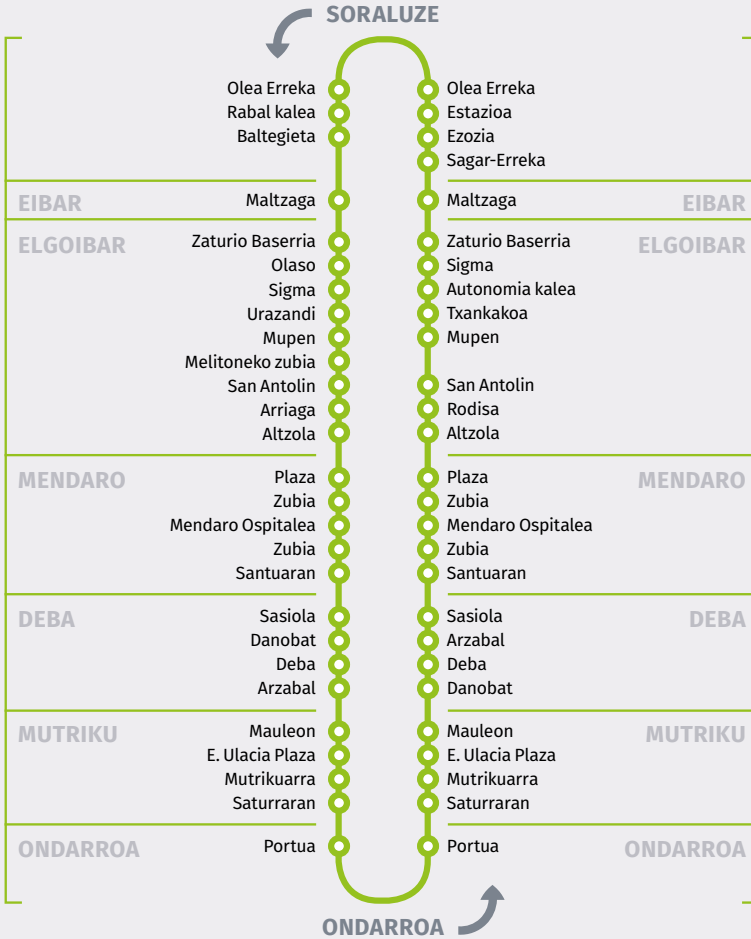 SORALUZE
Olea Erreka Olea Erreka
Rabal kalea Estazioa
Baltegieta Ezozia
Sagar-Erreka
EIBAR Maltzaga Maltzaga EIBAR
ELGOIBAR Zaturio Baserria Zaturio Baserria ELGOIBAR
Olaso Sigma
Sigma Autonomia kalea
Urazandi Txankakoa
Mupen Mupen
Melitoneko zubia
San Antolin San Antolin
Arriaga Rodisa
Altzola Altzola
MENDARO Plaza Plaza MENDARO
Zubia Zubia
Mendaro Ospitalea Mendaro Ospitalea
Zubia Zubia
Santuaran Santuaran
DEBA Sasiola Sasiola DEBA
Danobat Arzabal
Deba Deba
Arzabal Danobat
MUTRIKU Mauleon Mauleon MUTRIKU
E. Ulacia Plaza E. Ulacia Plaza
Mutrikuarra Mutrikuarra
Saturraran Saturraran
ONDARROA Portua Portua ONDARROA
ONDARROA